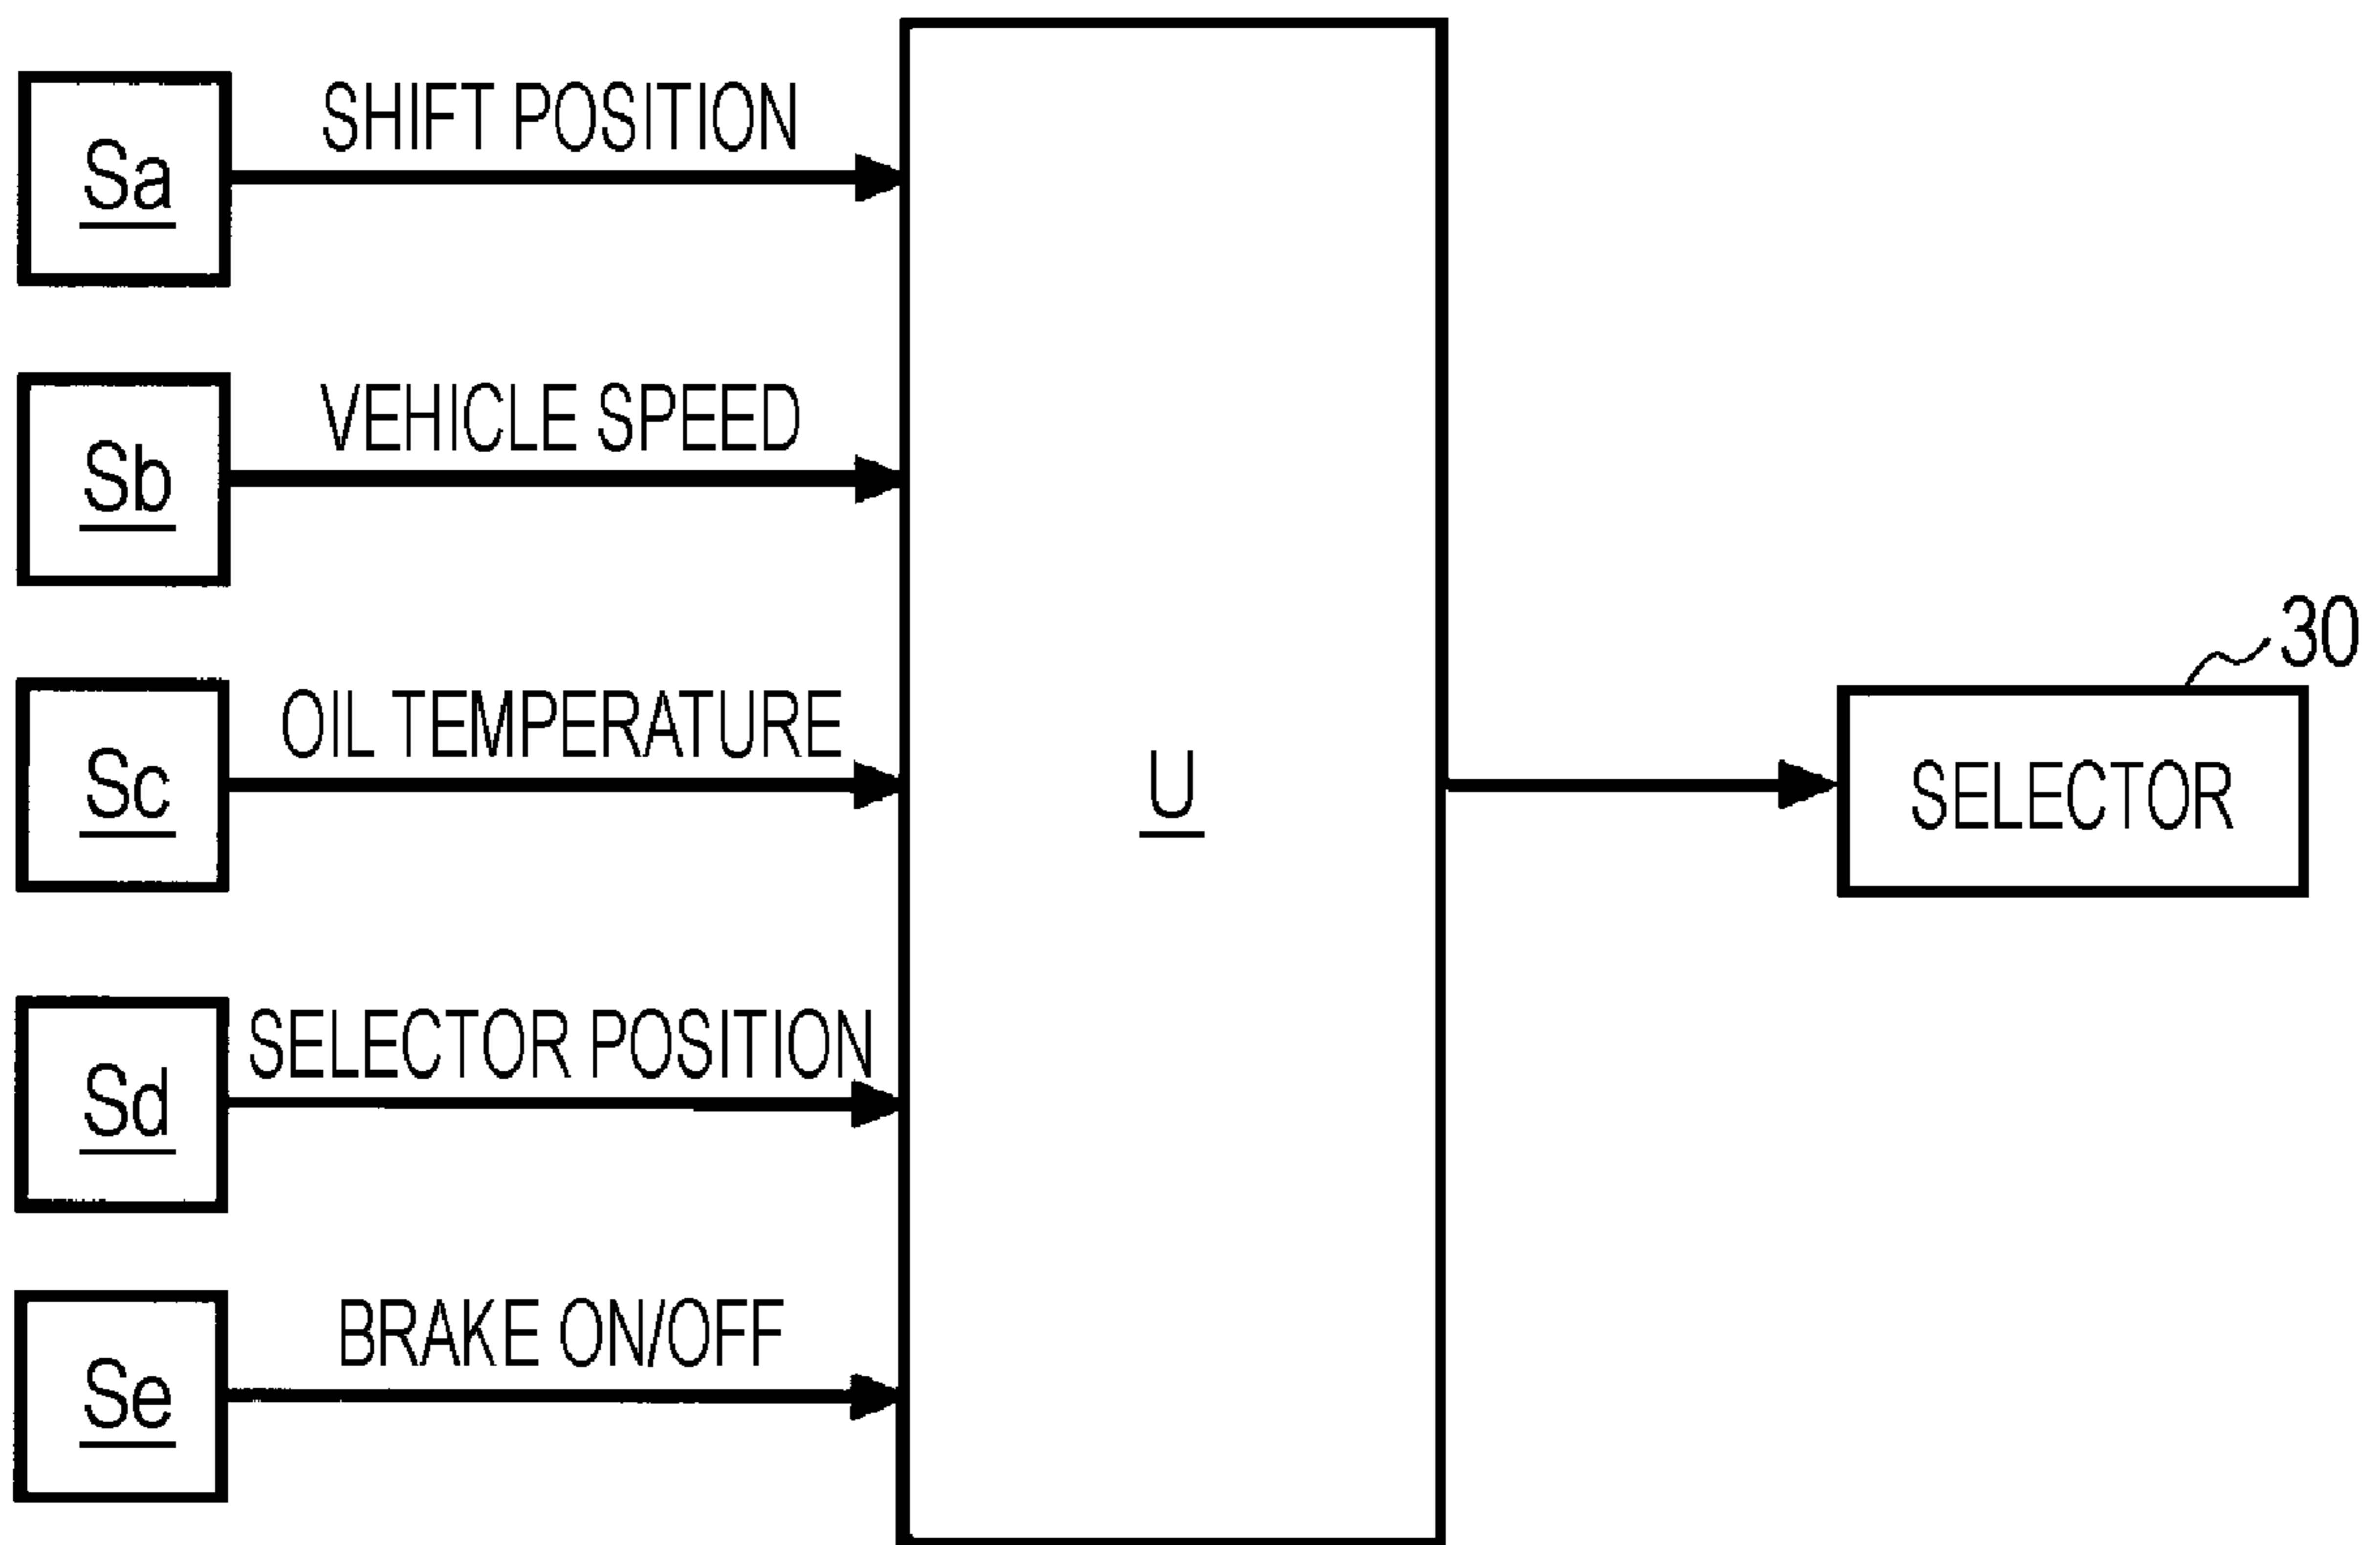 SHIFT POSITION
Sa
VEHICLE SPEED
Sb
OIL TEMPERATURE
Sc
SELECTOR POSITION
Sd
BRAKE ON/OFF
Se
U
30
SELECTOR